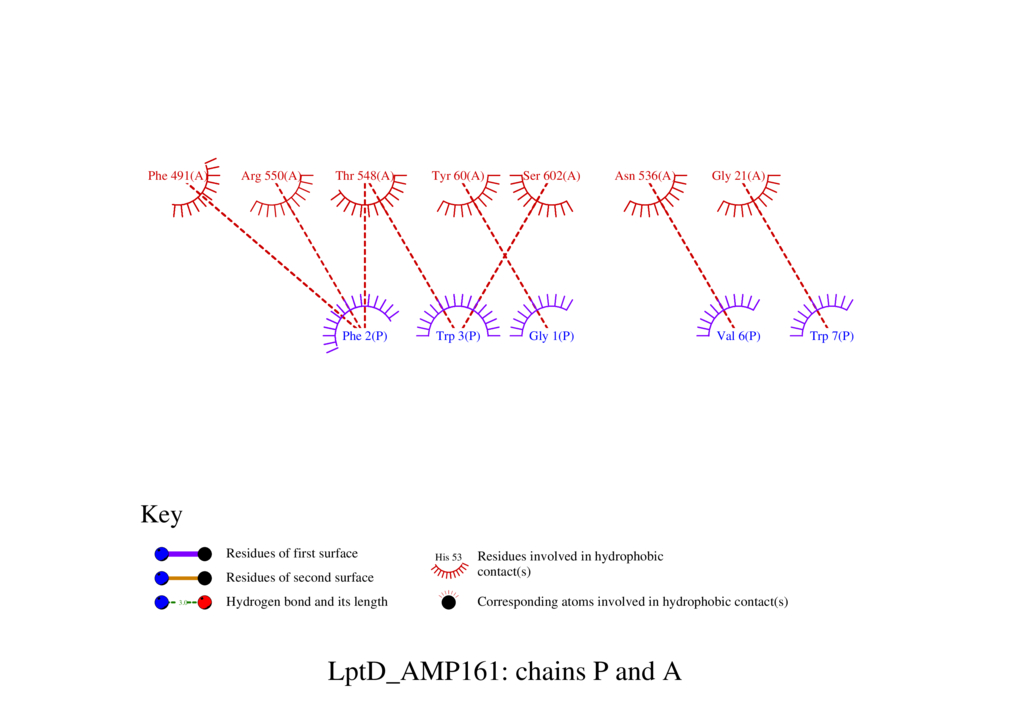 Phe 491(A) Arg 550(A) Thr 548(A) Tyr 60(A) Ser 602(A) Asn 536(A) Gly 21(A)
Phe 2(P) Trp 3(P) Gly 1(P) Val 6(P) Trp 7(P)
Key
Residues of first surface
Residues of second surface
3.0 Hydrogen bond and its length
His 53 Residues involved in hydrophobic
contact(s)
Corresponding atoms involved in hydrophobic contact(s)
LptD_AMP161: chains P and A